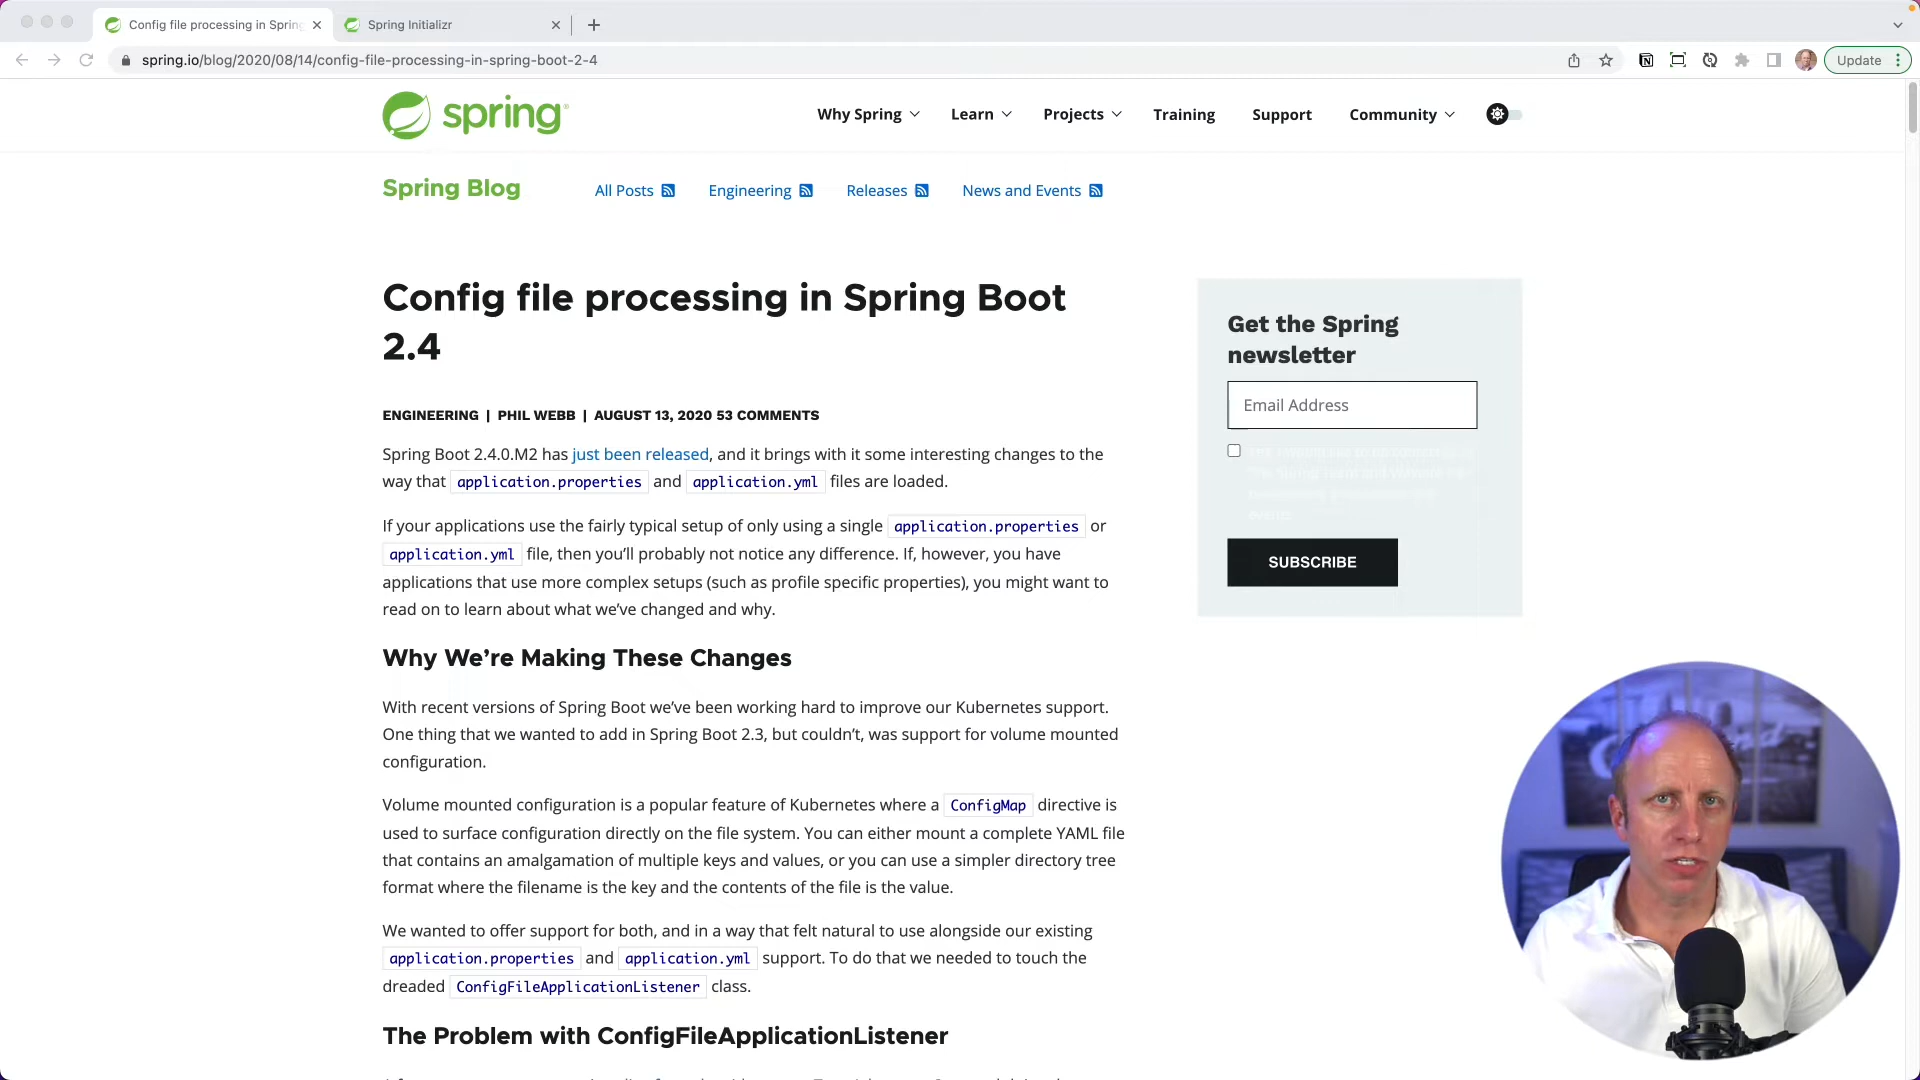 Config file processing in Spring
Spring Initializr
spring.io/blog/2020/08/14/config-file-processing-in-spring-boot-2-4
Update
spring
Why Spring
Learn
Projects
Training
Support
Community
Spring Blog
All Posts
Engineering
Releases
News and Events
Config file processing in Spring Boot
2.4
ENGINEERING | PHIL WEBB | AUGUST 13, 2020 53 COMMENTS
Spring Boot 2.4.0.M2 has just been released, and it brings with it some interesting changes to the
way that application.properties and application.yml files are loaded.
If your applications use the fairly typical setup of only using a single application.properties or
application.yml file, then you’ll probably not notice any difference. If, however, you have
applications that use more complex setups (such as profile specific properties), you might want to
read on to learn about what we’ve changed and why.
Why We’re Making These Changes
With recent versions of Spring Boot we’ve been working hard to improve our Kubernetes support.
One thing that we wanted to add in Spring Boot 2.3, but couldn’t, was support for volume mounted
configuration.
Volume mounted configuration is a popular feature of Kubernetes where a ConfigMap directive is
used to surface configuration directly on the file system. You can either mount a complete YAML file
that contains an amalgamation of multiple keys and values, or you can use a simpler directory tree
format where the filename is the key and the contents of the file is the value.
We wanted to offer support for both, and in a way that felt natural to use alongside our existing
application.properties and application.yml support. To do that we needed to touch the
dreaded ConfigFileApplicationListener class.
The Problem with ConfigFileApplicationListener
Get the Spring
newsletter
Email Address
SUBSCRIBE